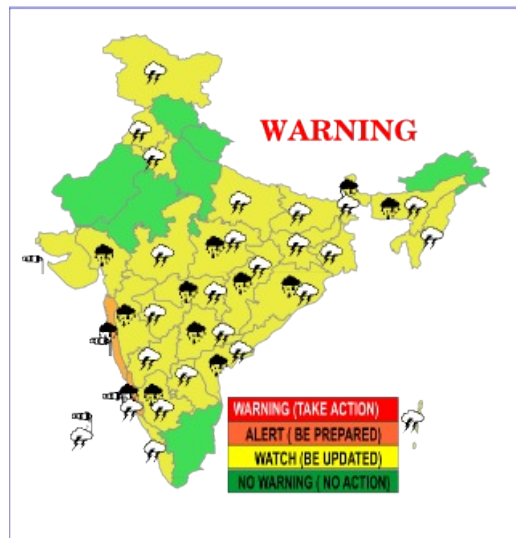 WARNING
WARNING (TAKE ACTION)
ALERT ( BE PREPARED)
WATCH (BE UPDATED)
NO WARNING ( NO ACTION)